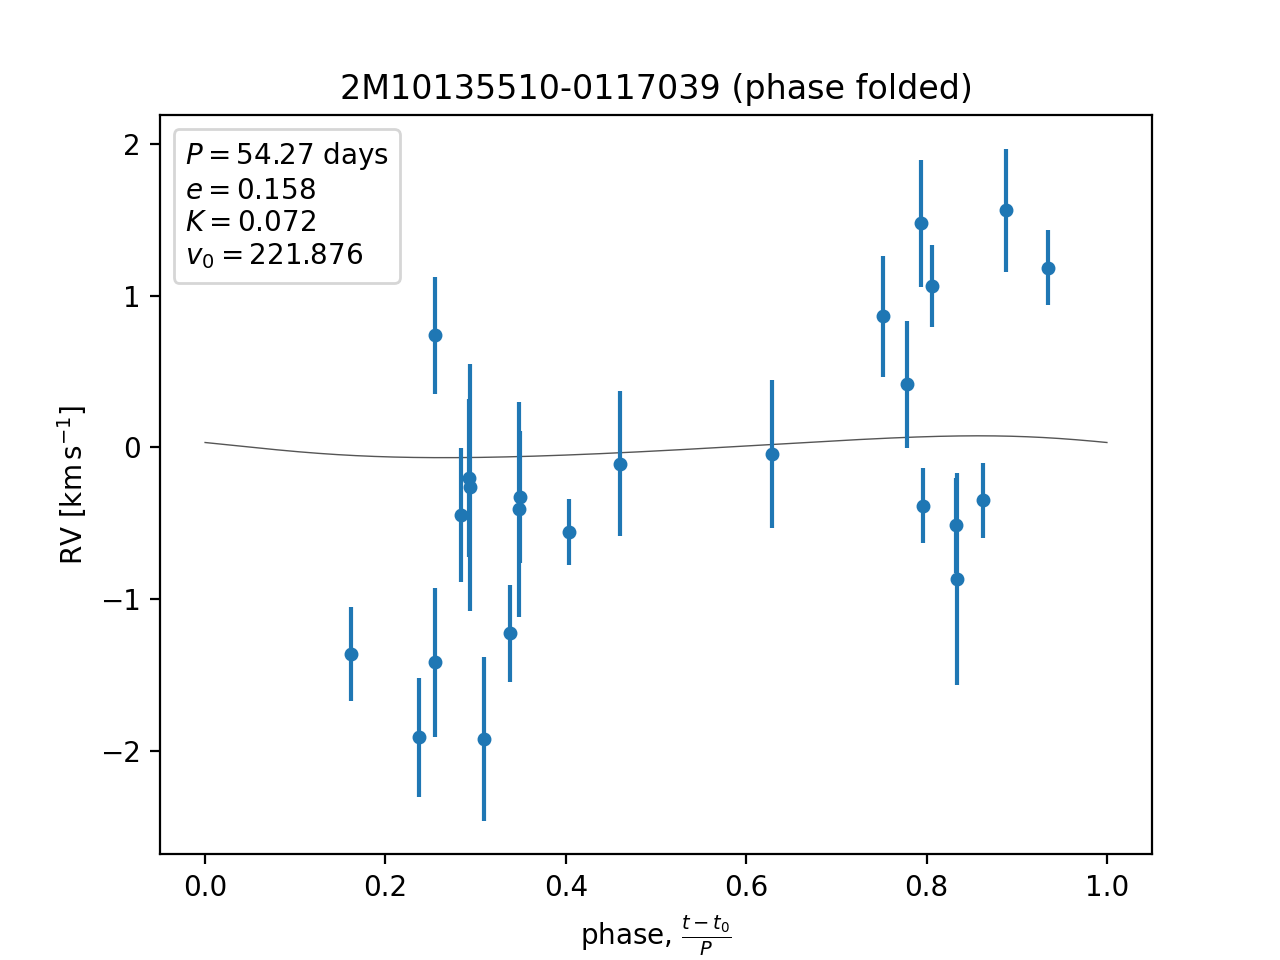 2M10135510-0117039 (phase folded)
P = 54.27 days
e = 0.158
K = 0.072
v₀ = 221.876
2
1
0
−1
−2
RV [km s⁻¹]
0.0 0.2 0.4 0.6 0.8 1.0
phase, (t − t₀)/P